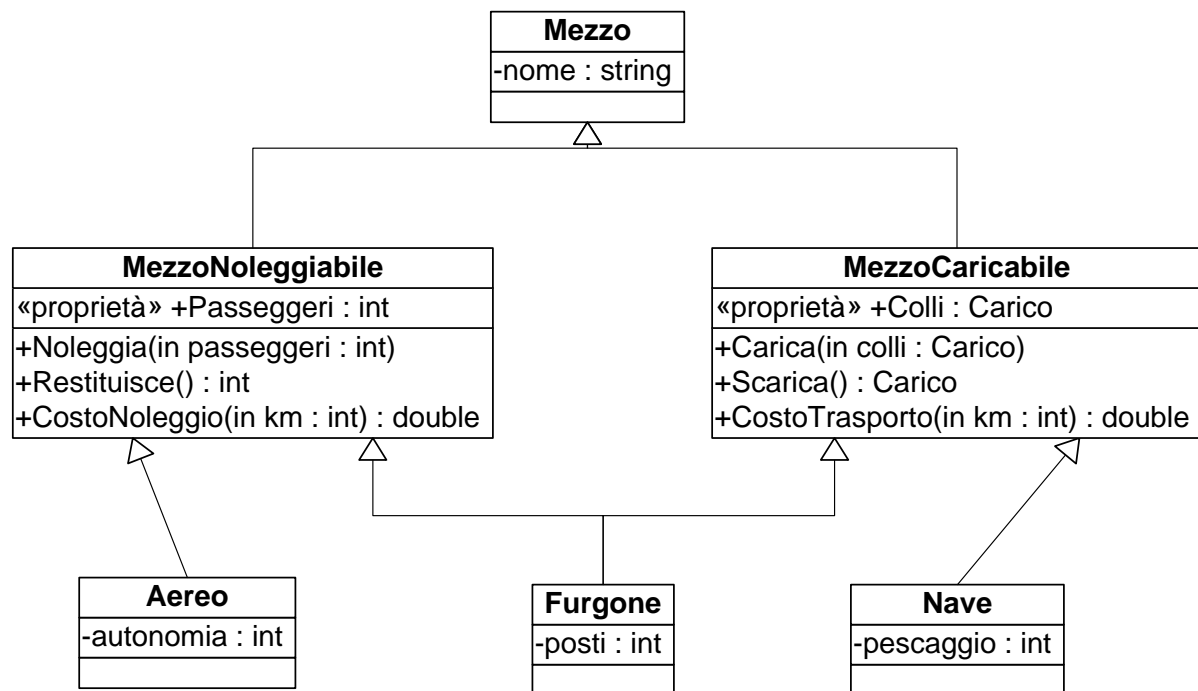 Mezzo
-nome : string
MezzoNoleggiabile
«proprietà» +Passeggeri : int
+Noleggia(in passeggeri : int)
+Restituisce() : int
+CostoNoleggio(in km : int) : double
MezzoCaricabile
«proprietà» +Colli : Carico
+Carica(in colli : Carico)
+Scarica() : Carico
+CostoTrasporto(in km : int) : double
Aereo
-autonomia : int
Furgone
-posti : int
Nave
-pescaggio : int